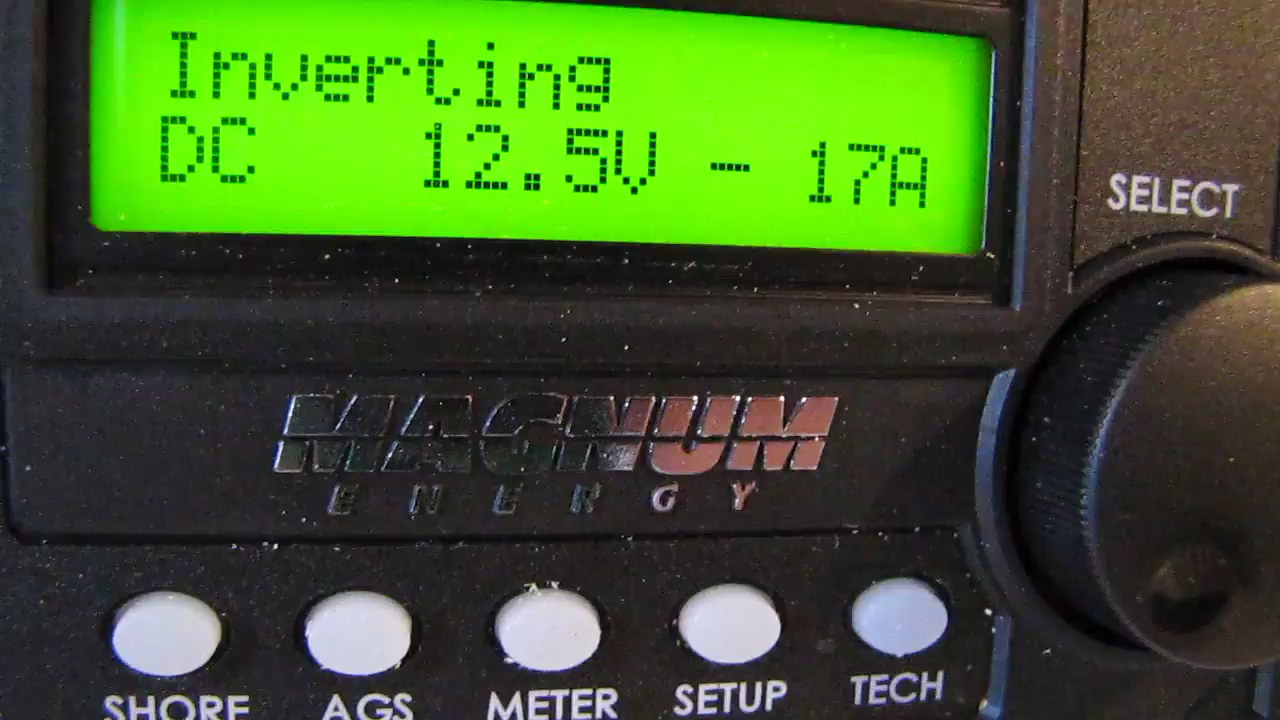 Inverting
DC 12.5V - 17A
SELECT
MAGNUM
ENERGY
SHORE AGS METER SETUP TECH